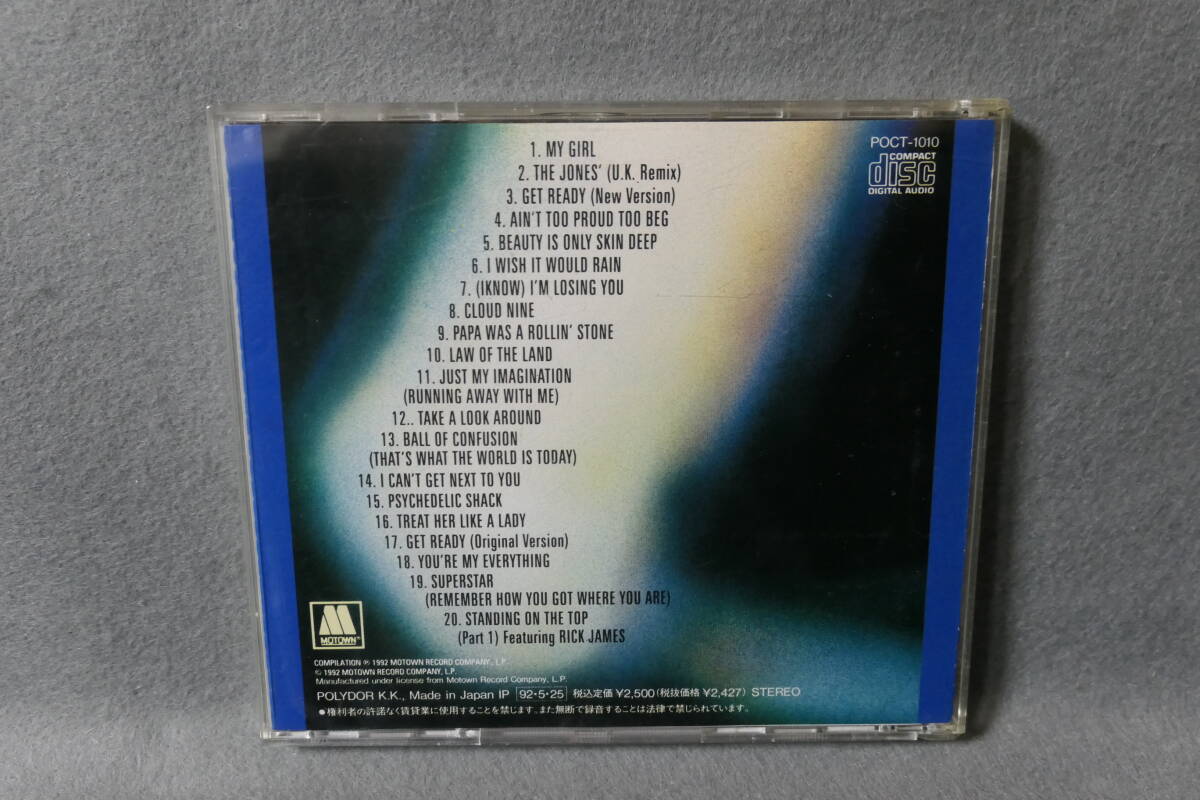 POCT-1010
COMPACT
disc
DIGITAL AUDIO
1. MY GIRL
2. THE JONES' (U.K. Remix)
3. GET READY (New Version)
4. AIN'T TOO PROUD TOO BEG
5. BEAUTY IS ONLY SKIN DEEP
6. I WISH IT WOULD RAIN
7. (IKNOW) I'M LOSING YOU
8. CLOUD NINE
9. PAPA WAS A ROLLIN' STONE
10. LAW OF THE LAND
11. JUST MY IMAGINATION
(RUNNING AWAY WITH ME)
12.. TAKE A LOOK AROUND
13. BALL OF CONFUSION
(THAT'S WHAT THE WORLD IS TODAY)
14. I CAN'T GET NEXT TO YOU
15. PSYCHEDELIC SHACK
16. TREAT HER LIKE A LADY
17. GET READY (Original Version)
18. YOU'RE MY EVERYTHING
19. SUPERSTAR
(REMEMBER HOW YOU GOT WHERE YOU ARE)
20. STANDING ON THE TOP
(Part 1) Featuring RICK JAMES
MOTOWN®
COMPILATION ℗ 1992 MOTOWN RECORD COMPANY, L.P.
© 1992 MOTOWN RECORD COMPANY, L.P.
Manufactured under license from Motown Record Company, L.P.
POLYDOR K.K., Made in Japan IP 92・5・25 税込定価 ¥2,500(税抜価格 ¥2,427) STEREO
●権利者の許諾なく賃貸業に使用することを禁じます。また無断で録音することは法律で禁じられています。